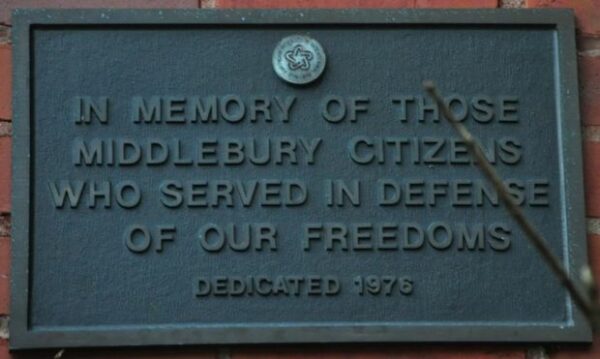 IN MEMORY OF THOSE
MIDDLEBURY CITIZENS
WHO SERVED IN DEFENSE
OF OUR FREEDOMS
DEDICATED 1976